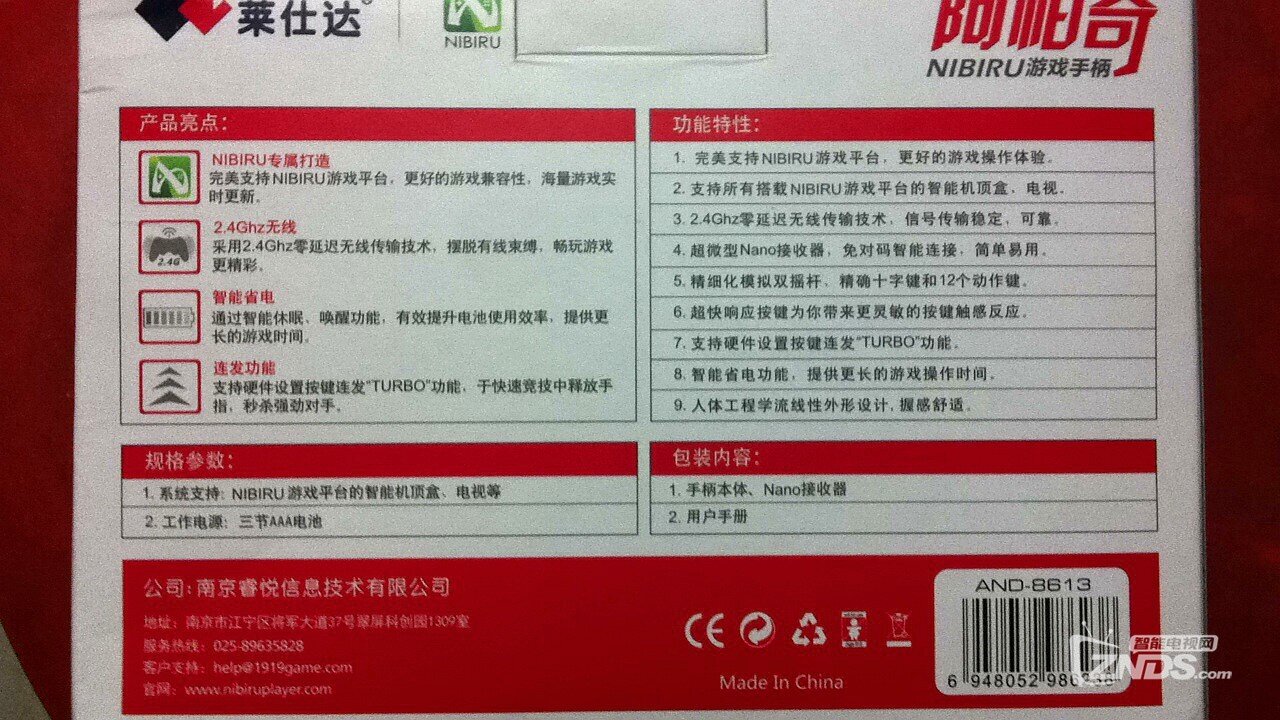 莱仕达
NIBIRU
阿帕奇
NIBIRU游戏手柄
产品亮点：
NIBIRU专属打造
完美支持NIBIRU游戏平台，更好的游戏兼容性，海量游戏实
时更新。
2.4G
2.4Ghz无线
采用2.4Ghz零延迟无线传输技术，摆脱有线束缚，畅玩游戏
更精彩。
智能省电
通过智能休眠、唤醒功能，有效提升电池使用效率，提供更
长的游戏时间。
连发功能
支持硬件设置按键连发"TURBO"功能，于快速竞技中释放手
指，秒杀强劲对手。
功能特性：
1. 完美支持NIBIRU游戏平台，更好的游戏操作体验。
2. 支持所有搭载NIBIRU游戏平台的智能机顶盒、电视。
3. 2.4Ghz零延迟无线传输技术，信号传输稳定，可靠。
4. 超微型Nano接收器，免对码智能连接，简单易用。
5. 精细化模拟双摇杆，精确十字键和12个动作键。
6. 超快响应按键为你带来更灵敏的按键触感反应。
7. 支持硬件设置按键连发"TURBO"功能。
8. 智能省电功能，提供更长的游戏操作时间。
9. 人体工程学流线性外形设计，握感舒适。
规格参数：
1. 系统支持：NIBIRU 游戏平台的智能机顶盒、电视等
2. 工作电源：三节AAA电池
包装内容：
1. 手柄本体、Nano接收器
2. 用户手册
公司：南京睿悦信息技术有限公司
地址：南京市江宁区将军大道37号翠屏科创园1309室
服务热线：025-89635828
客户支持：help@1919game.com
官网：www.nibiruplayer.com
CE
Made In China
AND-8613
6 948052 986
智能电视网
ZNDS.com